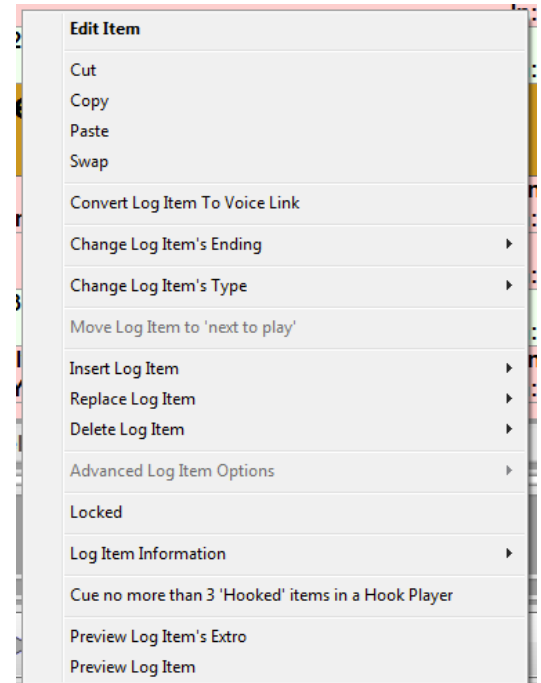 Edit Item
Cut
Copy
Paste
Swap
Convert Log Item To Voice Link
Change Log Item's Ending
Change Log Item's Type
Move Log Item to 'next to play'
Insert Log Item
Replace Log Item
Delete Log Item
Advanced Log Item Options
Locked
Log Item Information
Cue no more than 3 'Hooked' items in a Hook Player
Preview Log Item's Extro
Preview Log Item